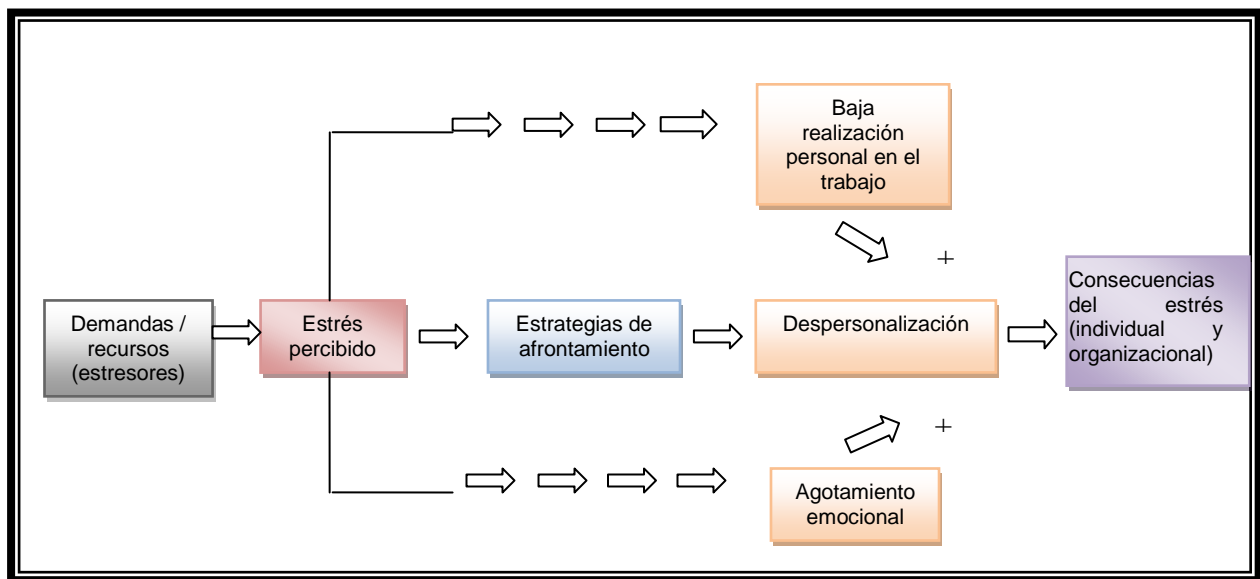 Baja
realización
personal en el
trabajo
+
Demandas /
recursos
(estresores)
Estrés
percibido
Estrategias de
afrontamiento
Despersonalización
Consecuencias
del estrés
(individual y
organizacional)
+
Agotamiento
emocional